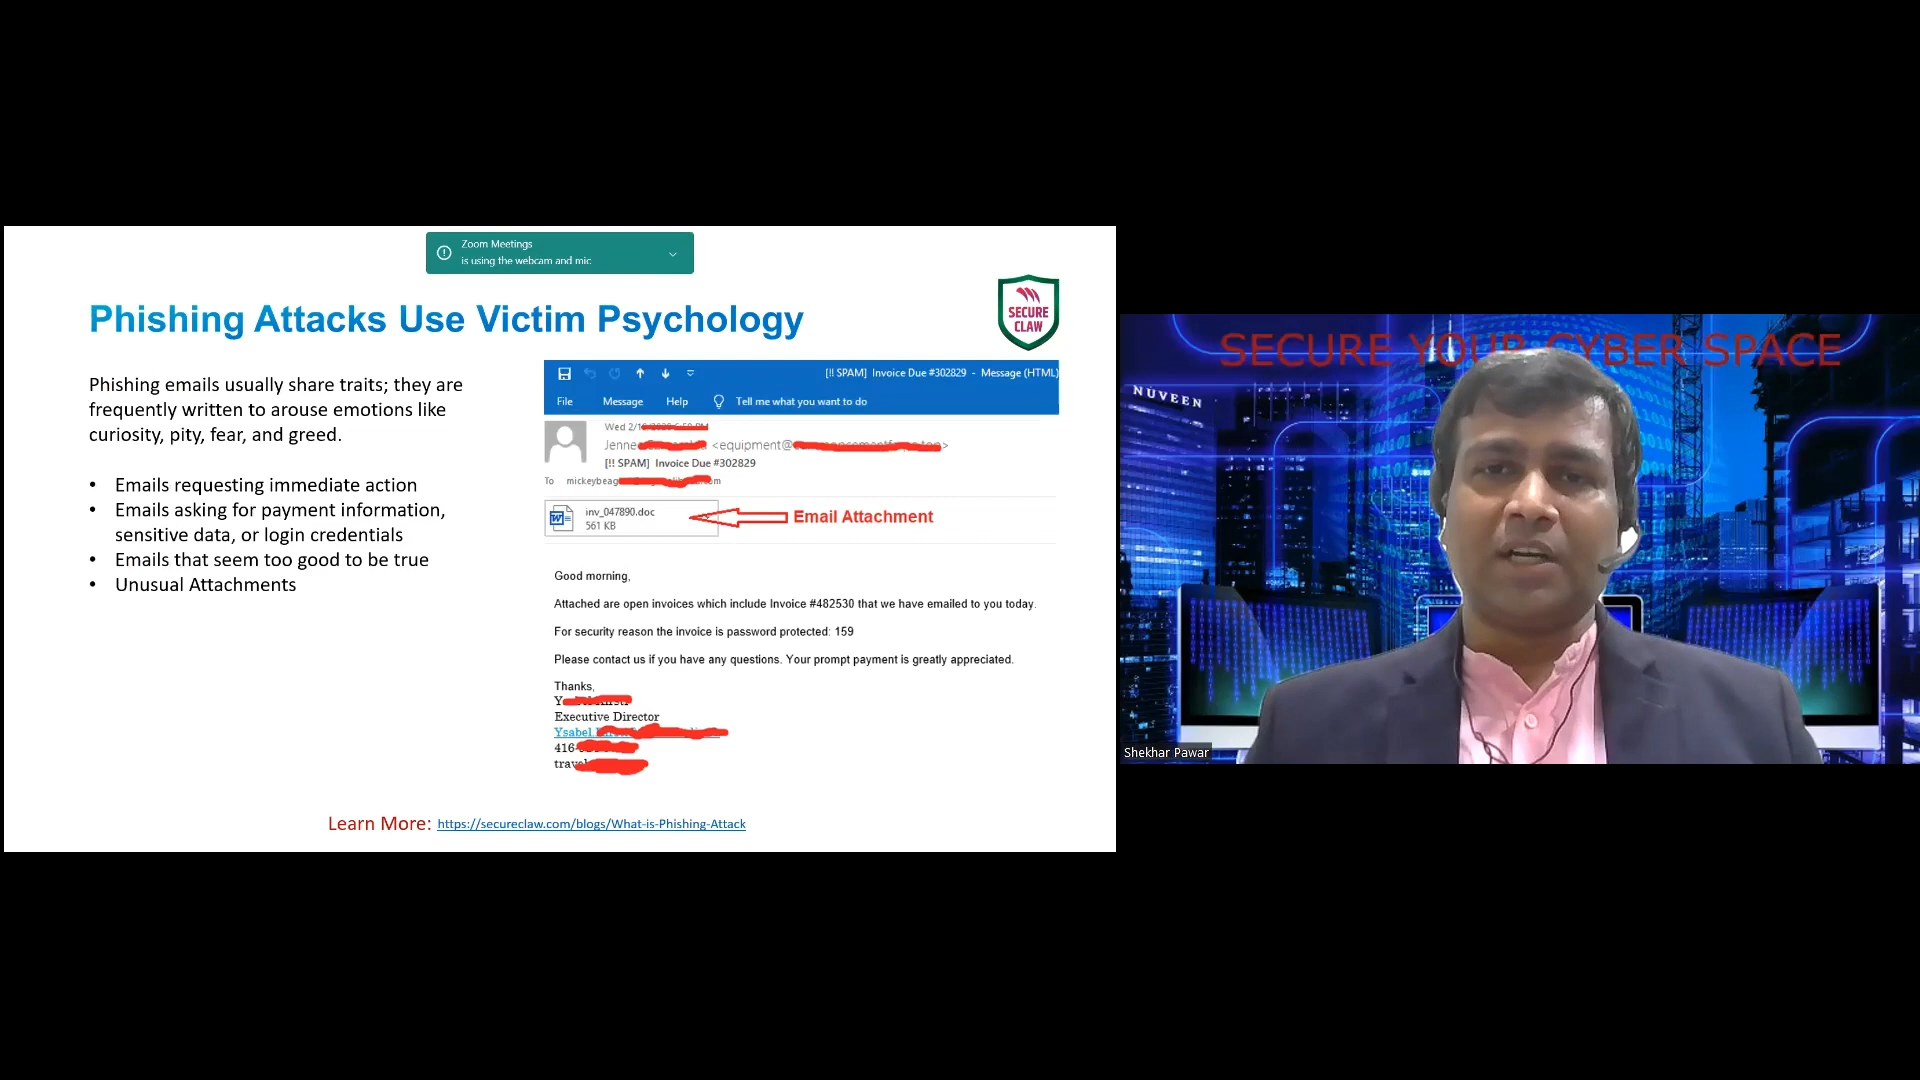 Zoom Meetings
is using the webcam and mic
Phishing Attacks Use Victim Psychology
SECURE
CLAW
Phishing emails usually share traits; they are
frequently written to arouse emotions like
curiosity, pity, fear, and greed.
• Emails requesting immediate action
• Emails asking for payment information,
sensitive data, or login credentials
• Emails that seem too good to be true
• Unusual Attachments
[!! SPAM] Invoice Due #302829 - Message (HTML)
File Message Help Tell me what you want to do
Wed
<equipment@
[!! SPAM] Invoice Due #302829
To
inv_047890.doc
561 KB
Email Attachment
Good morning,
Attached are open invoices which include Invoice #482530 that we have emailed to you today.
For security reason the invoice is password protected: 159
Please contact us if you have any questions. Your prompt payment is greatly appreciated.
Thanks,
Executive Director
Ysabel
416-
Learn More: https://secureclaw.com/blogs/What-is-Phishing-Attack
SECURE YOUR CYBER SPACE
NUVEEN
Shekhar Pawar